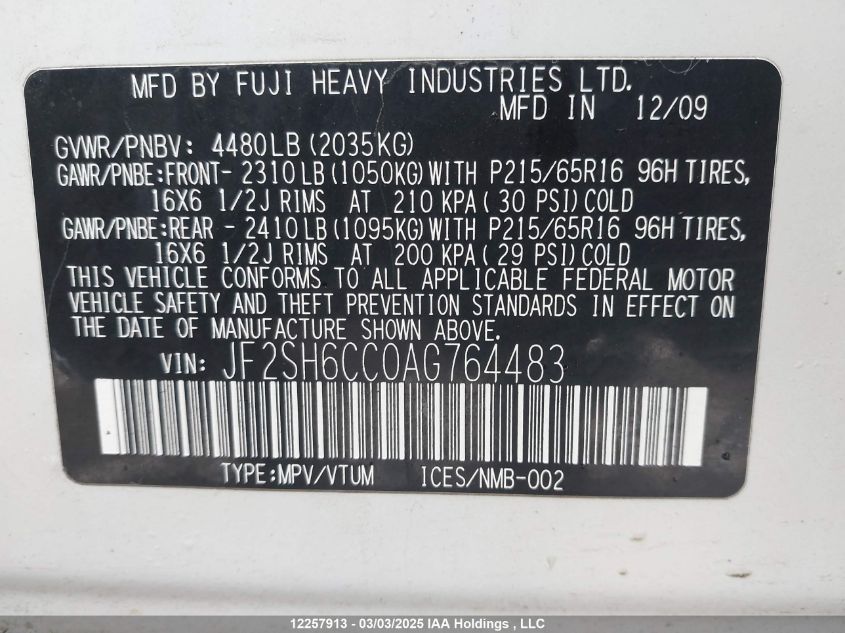 MFD BY FUJI HEAVY INDUSTRIES LTD.
MFD IN 12/09
GVWR/PNBV: 4480LB (2035KG)
GAWR/PNBE:FRONT- 2310 LB (1050KG) WITH P215/65R16 96H TIRES,
16X6 1/2J RIMS AT 210 KPA ( 30 PSI) COLD
GAWR/PNBE:REAR - 2410 LB (1095KG) WITH P215/65R16 96H TIRES,
16X6 1/2J RIMS AT 200 KPA ( 29 PSI) COLD
THIS VEHICLE CONFORMS TO ALL APPLICABLE FEDERAL MOTOR
VEHICLE SAFETY AND THEFT PREVENTION STANDARDS IN EFFECT ON
THE DATE OF MANUFACTURE SHOWN ABOVE.
VIN: JF2SH6CC0AG764483
TYPE:MPV/VTUM ICES/NMB-002
12257913 - 03/03/2025 IAA Holdings , LLC